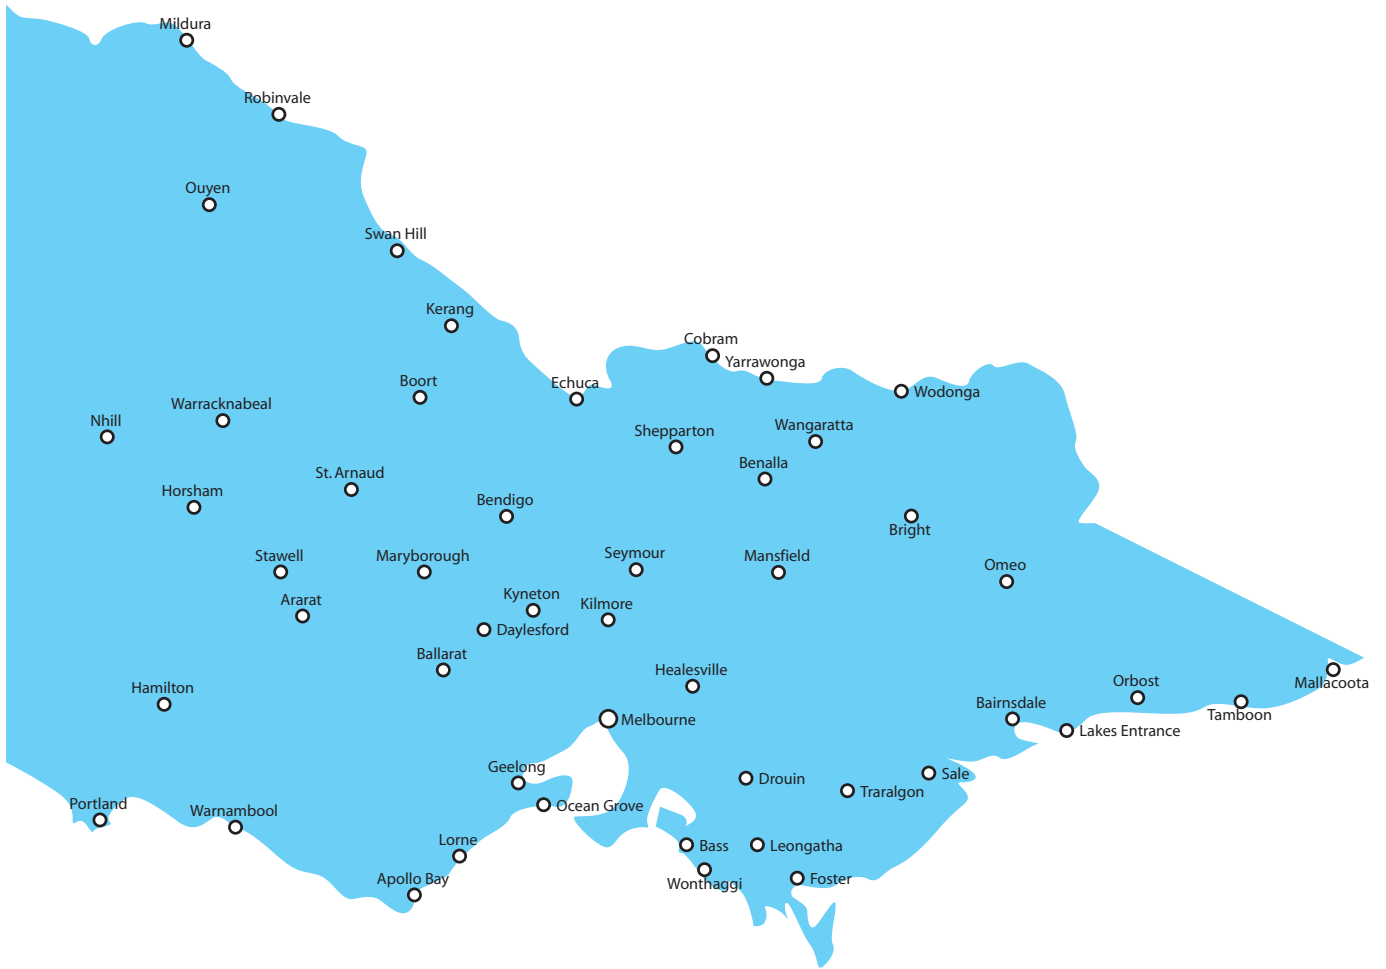 Mildura
Robinvale
Ouyen
Swan Hill
Kerang
Cobram
Yarrawonga
Boort
Echuca
Wodonga
Warracknabeal
Nhill
Shepparton
Wangaratta
Benalla
St. Arnaud
Horsham
Bendigo
Bright
Stawell
Maryborough
Seymour
Mansfield
Omeo
Ararat
Kyneton
Kilmore
Daylesford
Ballarat
Healesville
Hamilton
Orbost
Mallacoota
Bairnsdale
Tamboon
Melbourne
Lakes Entrance
Geelong
Drouin
Sale
Traralgon
Portland
Warnambool
Ocean Grove
Lorne
Bass
Leongatha
Apollo Bay
Wonthaggi
Foster